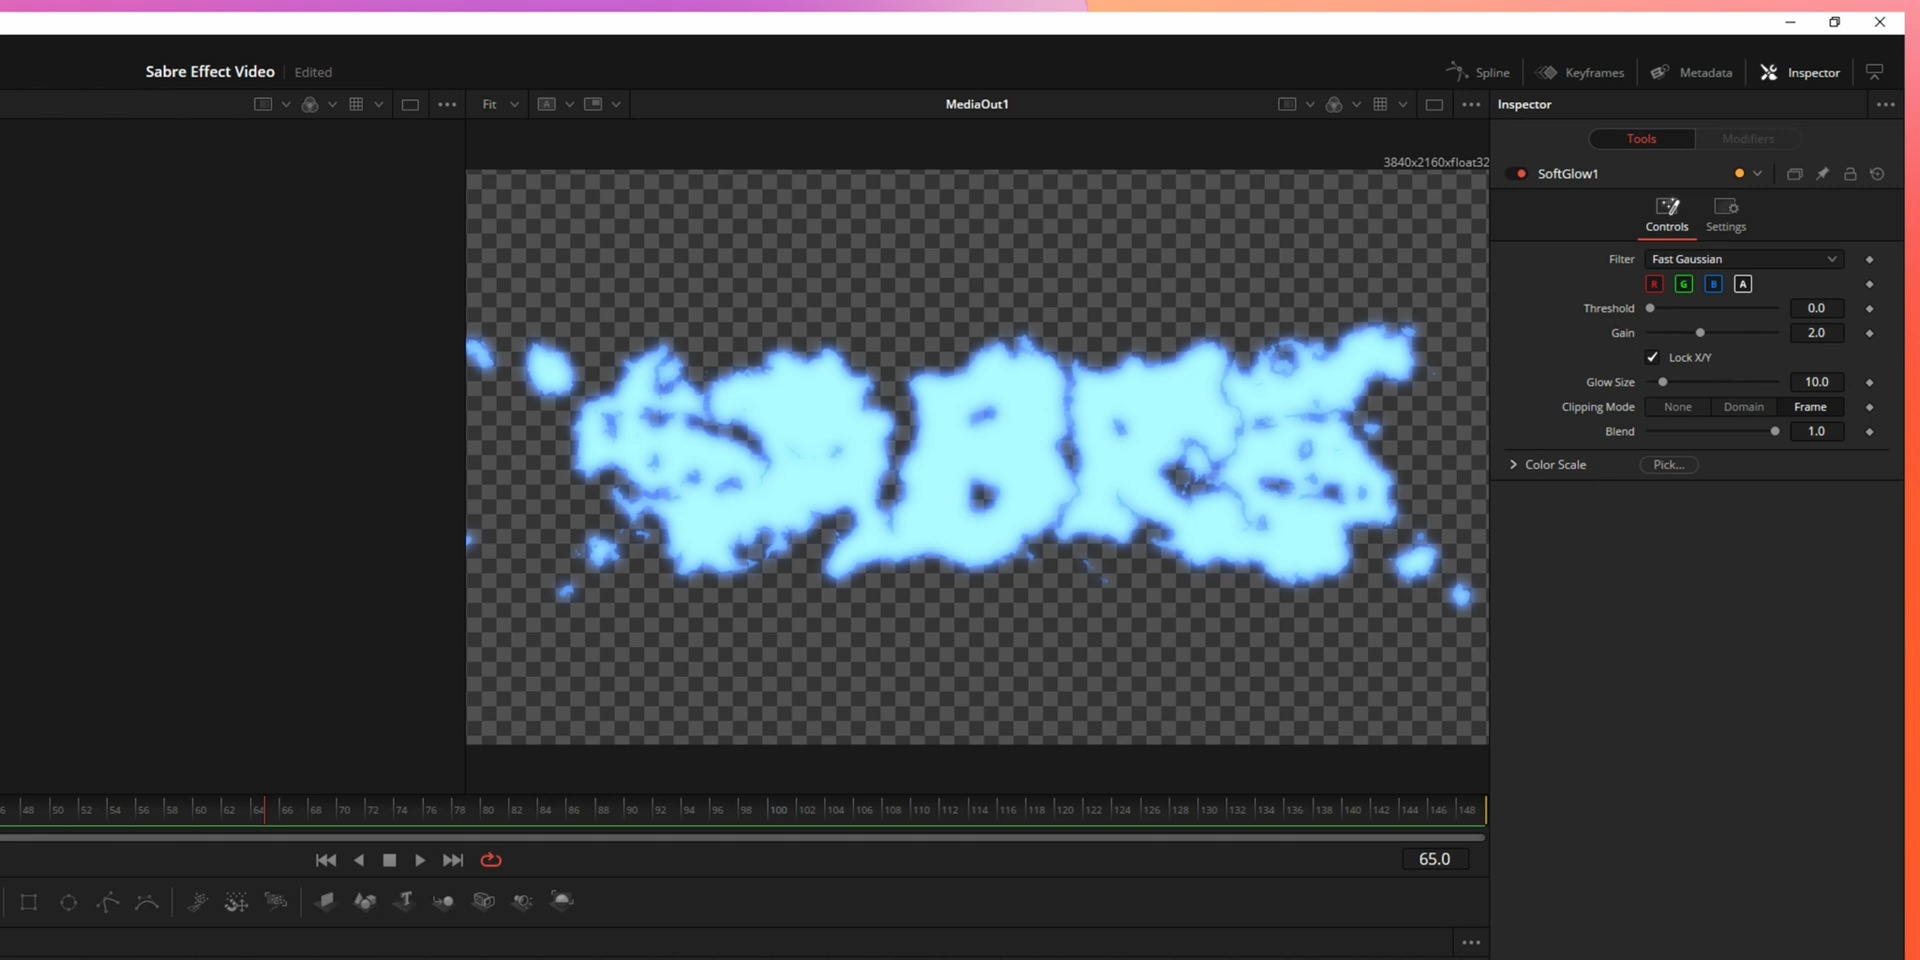 Sabre Effect Video Edited
Spline Keyframes Metadata Inspector
Fit A MediaOut1 Inspector
Tools Modifiers
3840x2160xfloat32
SoftGlow1
Controls Settings
Filter Fast Gaussian
R G B A
Threshold 0.0
Gain 2.0
Lock X/Y
Glow Size 10.0
Clipping Mode None Domain Frame
Blend 1.0
Color Scale Pick...
SABRE
6 48 50 52 54 56 58 60 62 64 66 68 70 72 74 76 78 80 82 84 86 88 90 92 94 96 98 100 102 104 106 108 110 112 114 116 118 120 122 124 126 128 130 132 134 136 138 140 142 144 146 148
65.0
T